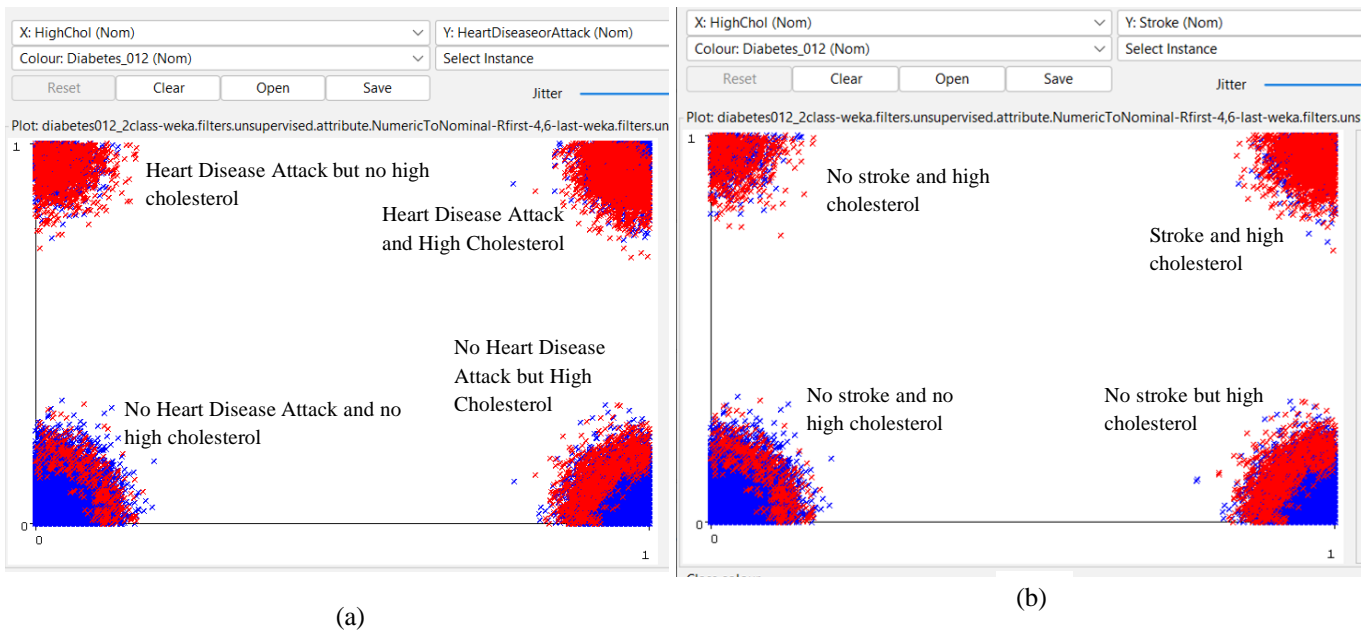 X: HighChol (Nom)
Y: HeartDiseaseorAttack (Nom)
Colour: Diabetes_012 (Nom)
Select Instance
Reset
Clear
Open
Save
Jitter
Plot: diabetes012_2class-weka.filters.unsupervised.attribute.NumericToNominal-Rfirst-4,6-last-weka.filters.un
1
Heart Disease Attack but no high
cholesterol
Heart Disease Attack
and High Cholesterol
No Heart Disease
Attack but High
Cholesterol
No Heart Disease Attack and no
high cholesterol
0
0
1
(a)
X: HighChol (Nom)
Y: Stroke (Nom)
Colour: Diabetes_012 (Nom)
Select Instance
Reset
Clear
Open
Save
Jitter
Plot: diabetes012_2class-weka.filters.unsupervised.attribute.NumericToNominal-Rfirst-4,6-last-weka.filters.uns
1
No stroke and high
cholesterol
Stroke and high
cholesterol
No stroke and no
high cholesterol
No stroke but high
cholesterol
0
0
1
(b)